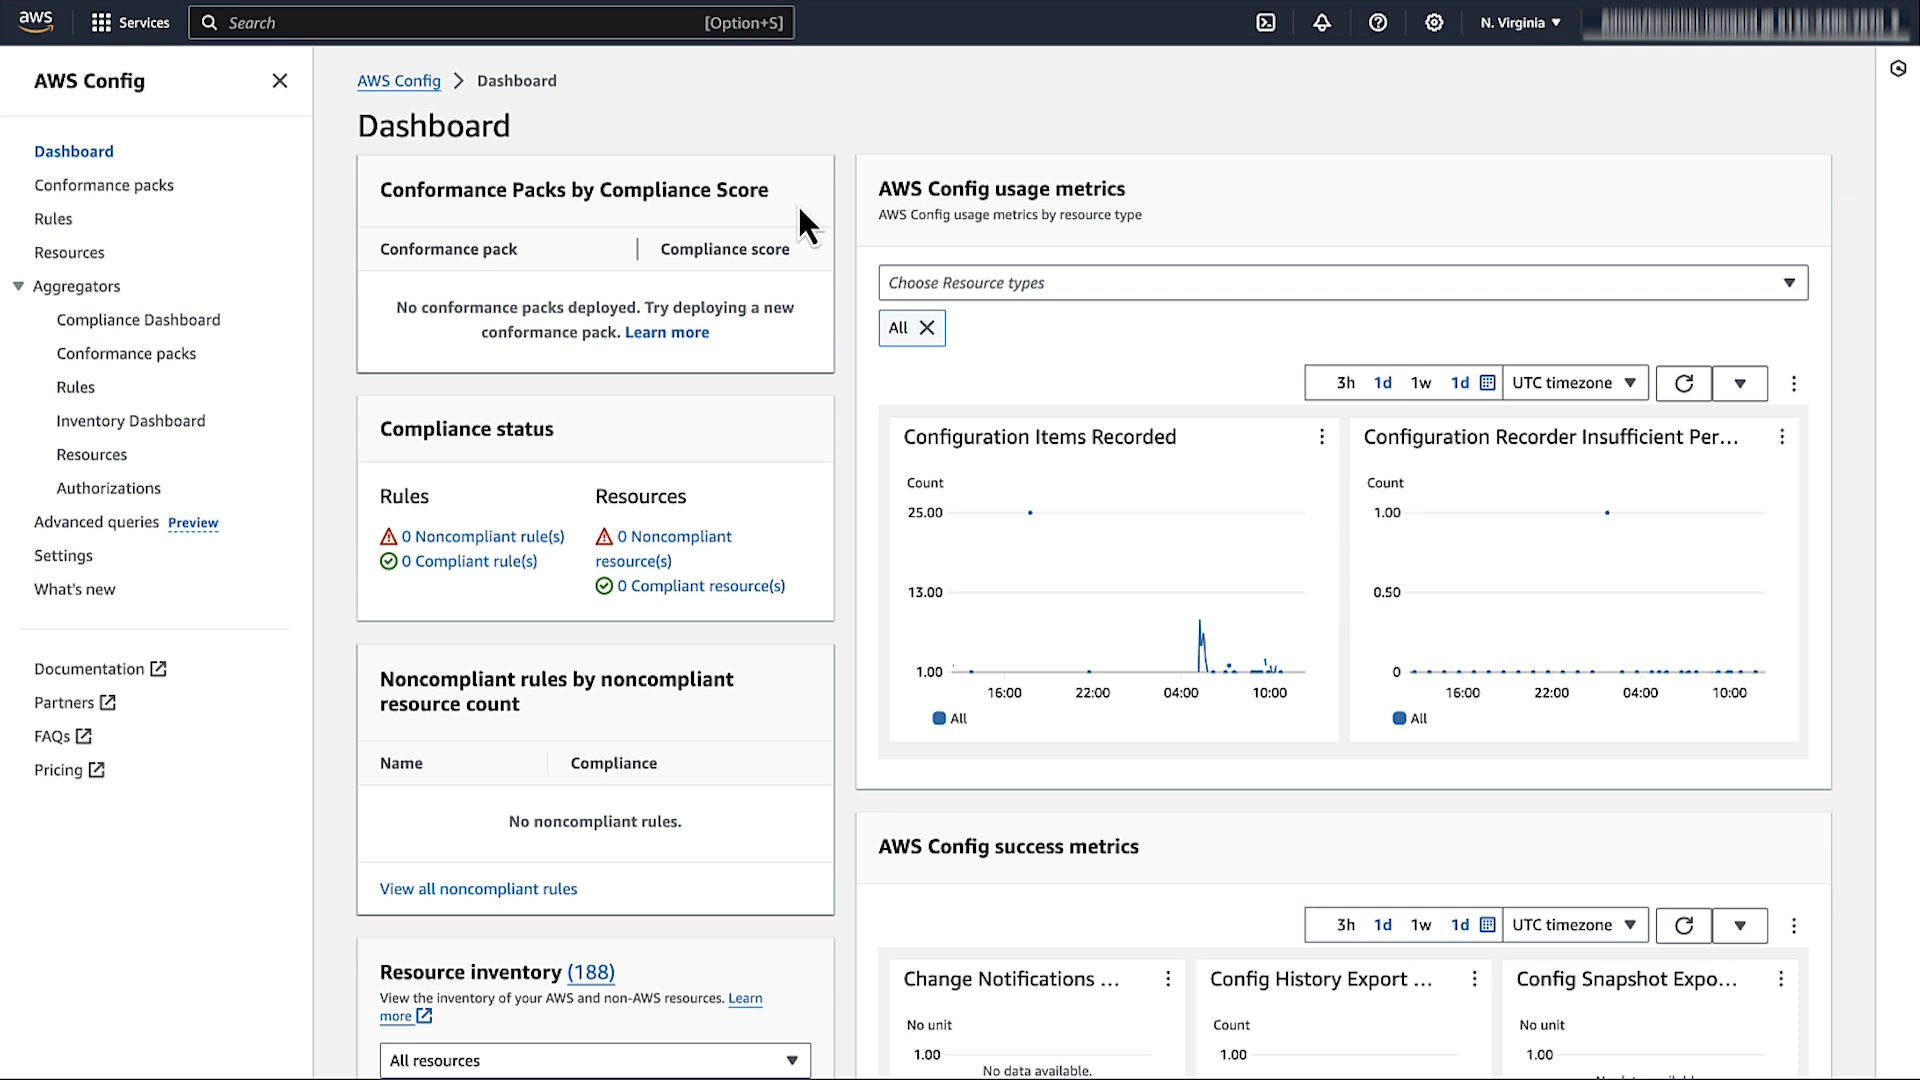 aws
Services
Search
[Option+S]
N. Virginia
AWS Config
Dashboard
Conformance packs
Rules
Resources
Aggregators
Compliance Dashboard
Conformance packs
Rules
Inventory Dashboard
Resources
Authorizations
Advanced queries Preview
Settings
What's new
Documentation
Partners
FAQs
Pricing
AWS Config > Dashboard
Dashboard
Conformance Packs by Compliance Score
Conformance pack
Compliance score
No conformance packs deployed. Try deploying a new
conformance pack. Learn more
Compliance status
Rules
0 Noncompliant rule(s)
0 Compliant rule(s)
Resources
0 Noncompliant
resource(s)
0 Compliant resource(s)
Noncompliant rules by noncompliant
resource count
Name
Compliance
No noncompliant rules.
View all noncompliant rules
Resource inventory (188)
View the inventory of your AWS and non-AWS resources. Learn
more
All resources
AWS Config usage metrics
AWS Config usage metrics by resource type
Choose Resource types
All
3h 1d 1w 1d UTC timezone
Configuration Items Recorded
Count
25.00
13.00
1.00
16:00 22:00 04:00 10:00
All
Configuration Recorder Insufficient Per...
Count
1.00
0.50
0
16:00 22:00 04:00 10:00
All
AWS Config success metrics
3h 1d 1w 1d UTC timezone
Change Notifications ...
No unit
1.00
No data available.
Config History Export ...
Count
1.00
Config Snapshot Expo...
No unit
1.00